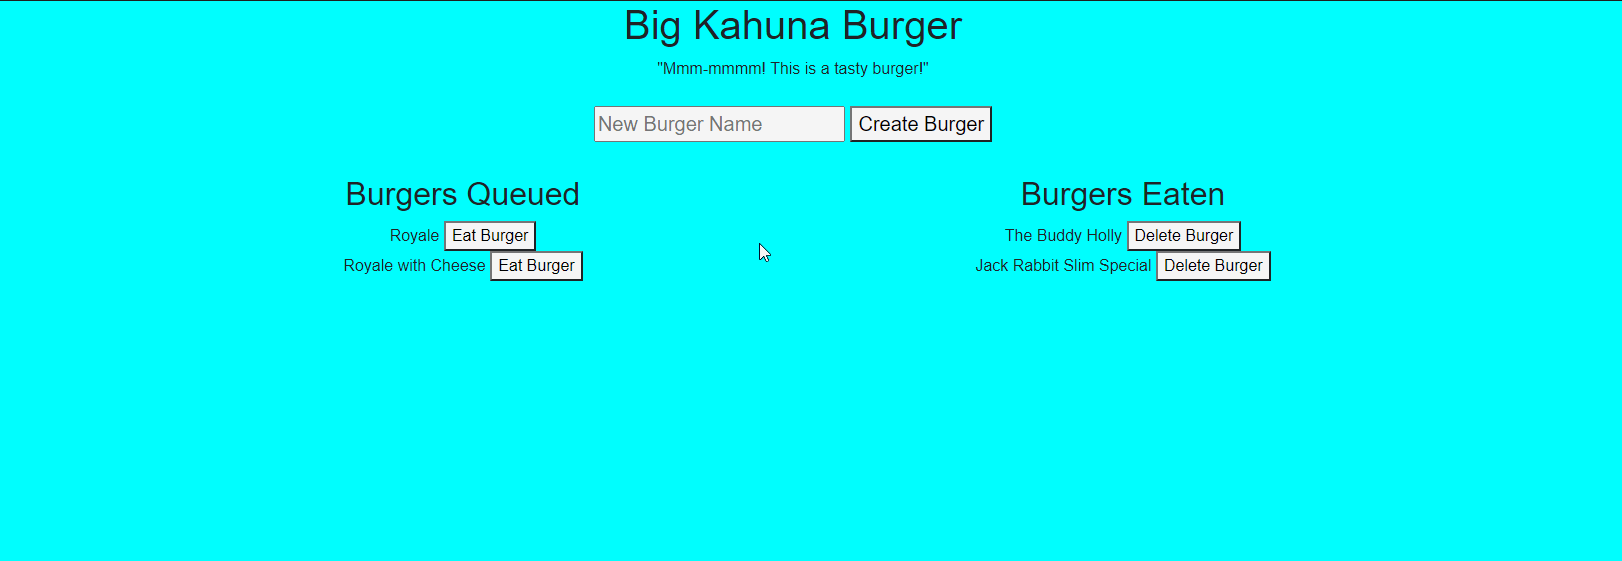 Big Kahuna Burger
"Mmm-mmmm! This is a tasty burger!"
New Burger Name Create Burger
Burgers Queued
Royale Eat Burger
Royale with Cheese Eat Burger
Burgers Eaten
The Buddy Holly Delete Burger
Jack Rabbit Slim Special Delete Burger